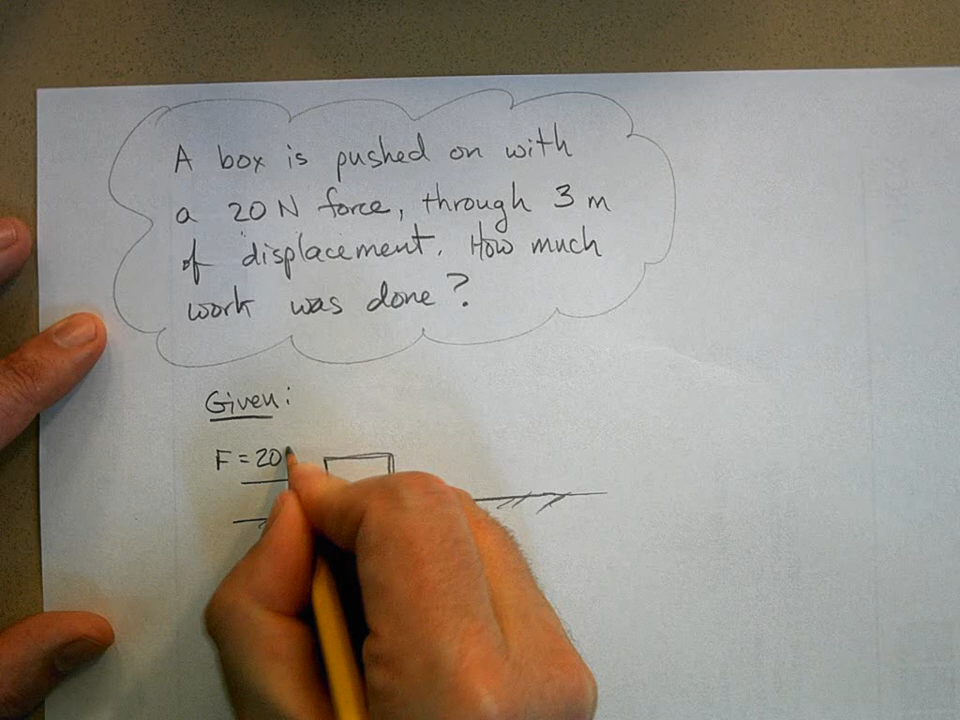 A box is pushed on with
a 20 N force, through 3 m
of displacement. How much
work was done?
Given:
F = 20